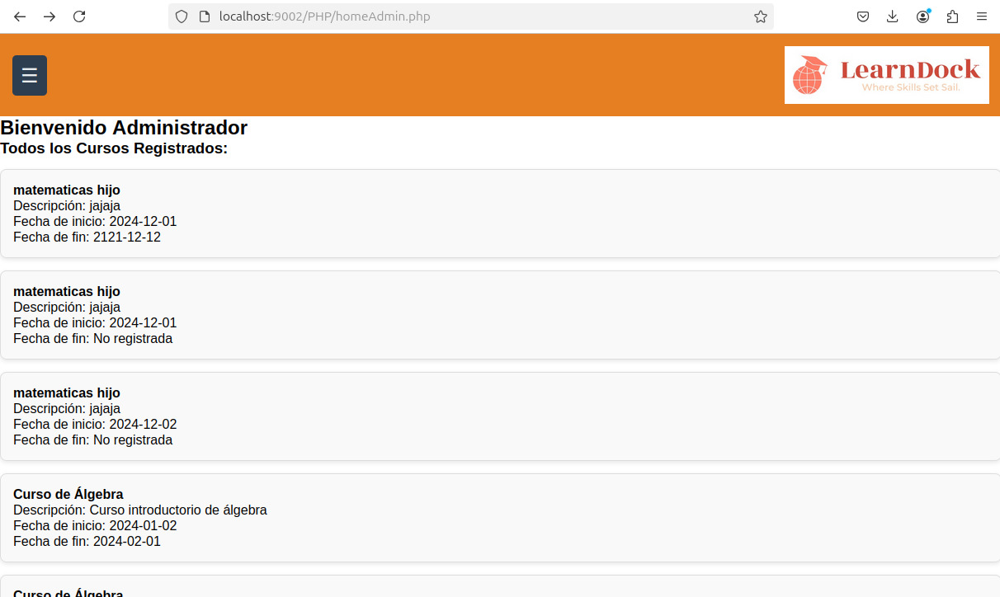 localhost:9002/PHP/homeAdmin.php
LearnDock
Where Skills Set Sail.
Bienvenido Administrador
Todos los Cursos Registrados:
matematicas hijo
Descripción: jajaja
Fecha de inicio: 2024-12-01
Fecha de fin: 2121-12-12
matematicas hijo
Descripción: jajaja
Fecha de inicio: 2024-12-01
Fecha de fin: No registrada
matematicas hijo
Descripción: jajaja
Fecha de inicio: 2024-12-02
Fecha de fin: No registrada
Curso de Álgebra
Descripción: Curso introductorio de álgebra
Fecha de inicio: 2024-01-02
Fecha de fin: 2024-02-01
Curso de Álgebra